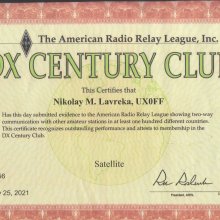 The American Radio Relay League, Inc.
DX CENTURY CLUB
This Certifies that
Nikolay M. Lavreka, UX0FF
Has this day submitted evidence to the American Radio Relay League showing two-way
communication with other amateur stations in at least one hundred different countries.
This certificate recognizes outstanding performance and attests to membership in the
DX Century Club.
Satellite
25, 2021